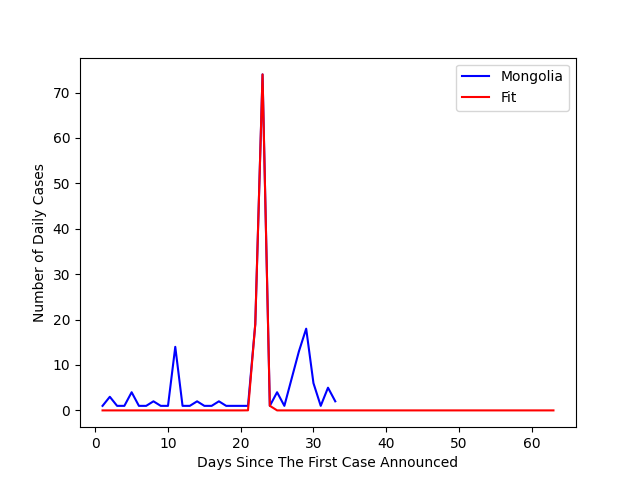 Mongolia
Fit
Number of Daily Cases
70
60
50
40
30
20
10
0
0 10 20 30 40 50 60
Days Since The First Case Announced